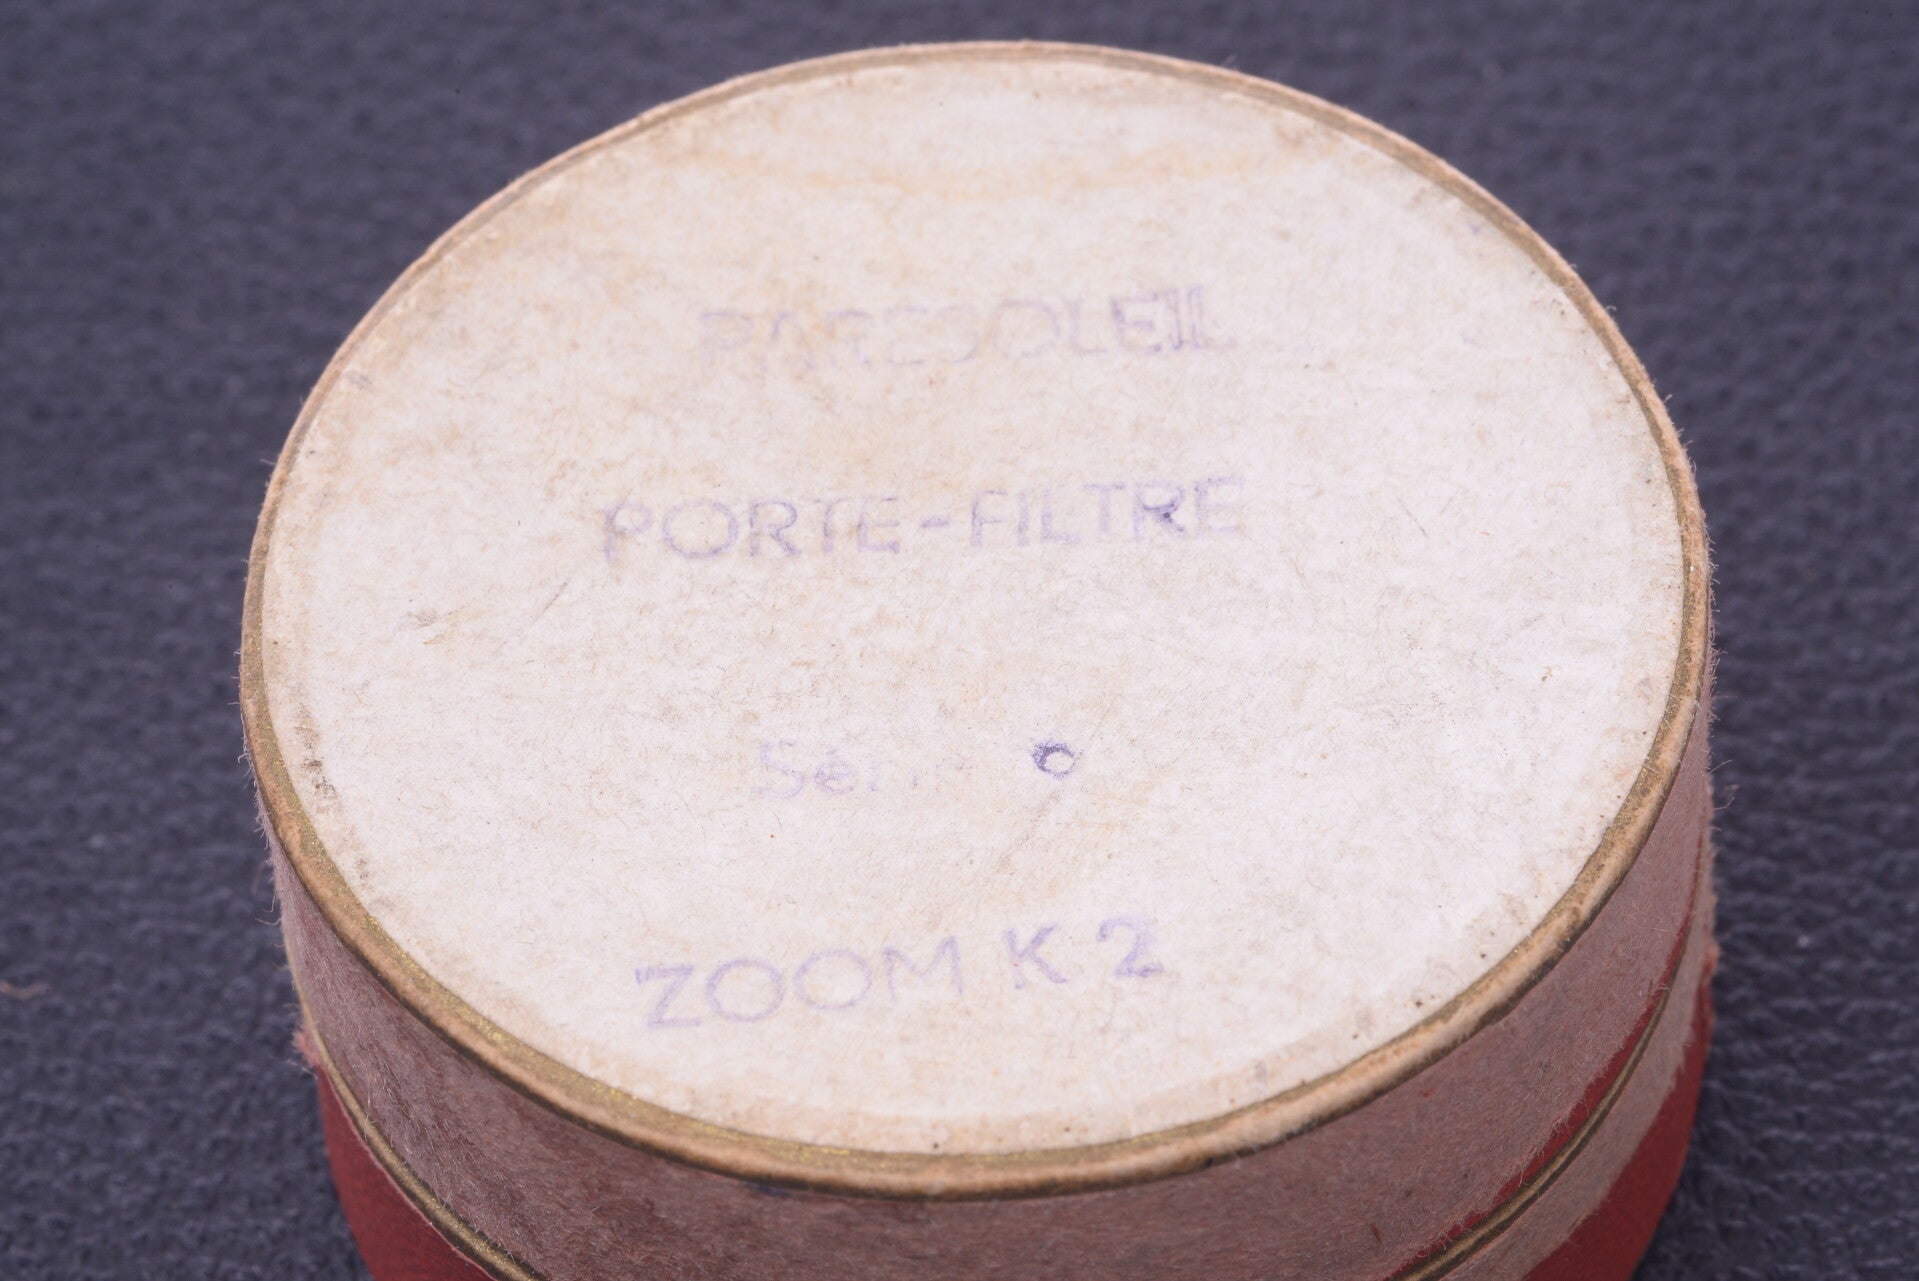 PARESOLEIL
PORTE-FILTRE
ZOOM K 2